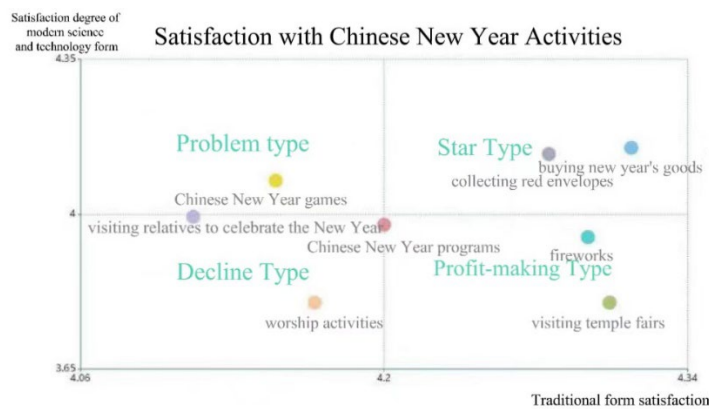 Satisfaction degree of
modern science
and technology form
Satisfaction with Chinese New Year Activities
4.35
Problem type
Star Type
buying new year's goods
collecting red envelopes
Chinese New Year games
4
visiting relatives to celebrate the New Year
Chinese New Year programs
fireworks
Decline Type
Profit-making Type
worship activities
visiting temple fairs
3.65
4.06
4.2
4.34
Traditional form satisfaction